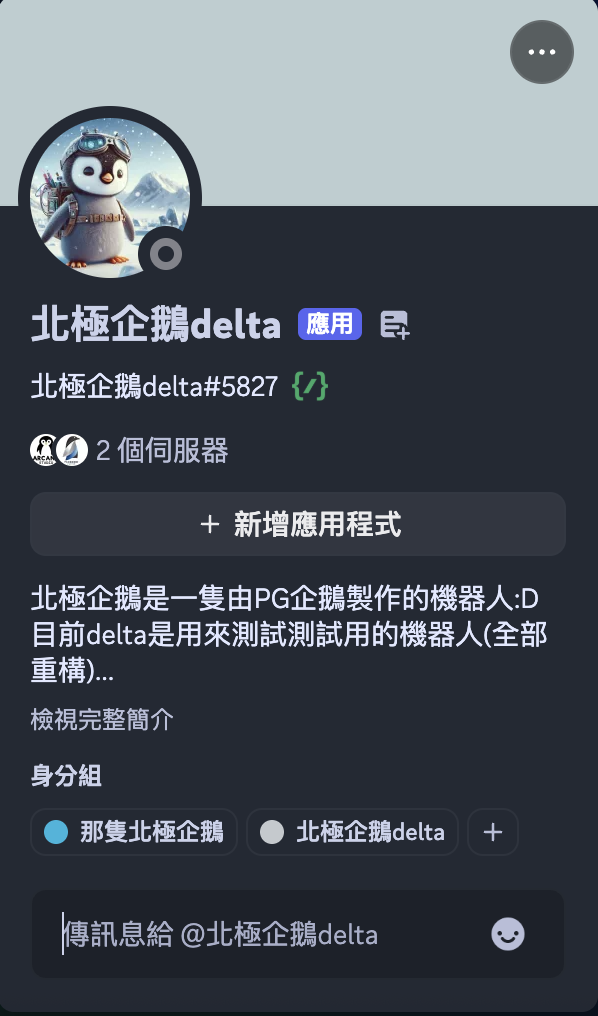 北極企鵝delta 應用
北極企鵝delta#5827
ARCAN
2 個伺服器
+ 新增應用程式
北極企鵝是一隻由PG企鵝製作的機器人:D
目前delta是用來測試測試用的機器人(全部
重構)...
檢視完整簡介
身分組
那隻北極企鵝 北極企鵝delta +
傳訊息給 @北極企鵝delta